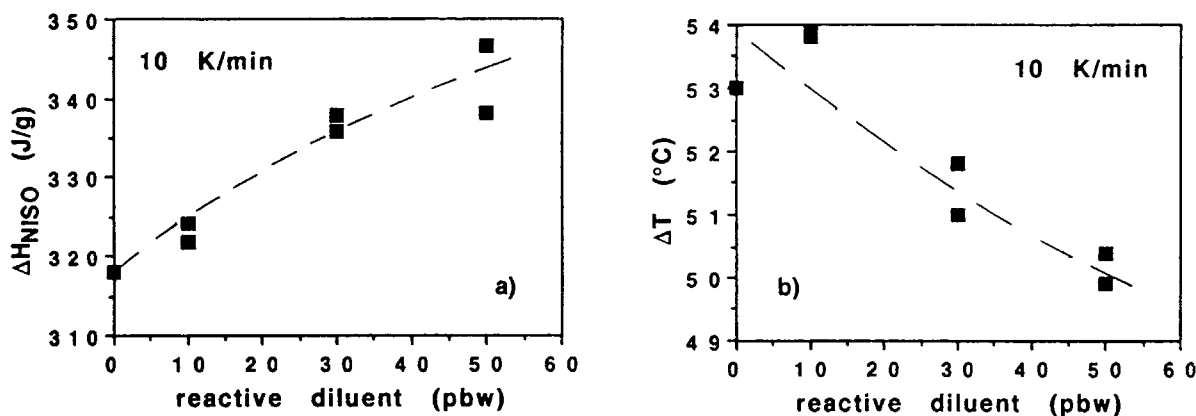 350
340
330
320
310
ΔH_NISO (J/g)
10 K/min
a)
0 10 20 30 40 50 60
reactive diluent (pbw)
54
53
52
51
50
49
ΔT (°C)
10 K/min
b)
0 10 20 30 40 50 60
reactive diluent (pbw)